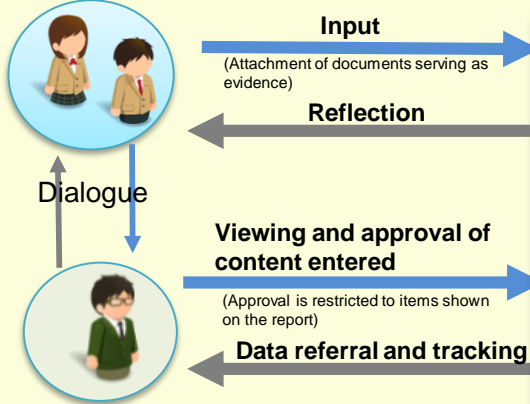 Input
(Attachment of documents serving as
evidence)
Reflection
Dialogue
Viewing and approval of
content entered
(Approval is restricted to items shown
on the report)
Data referral and tracking